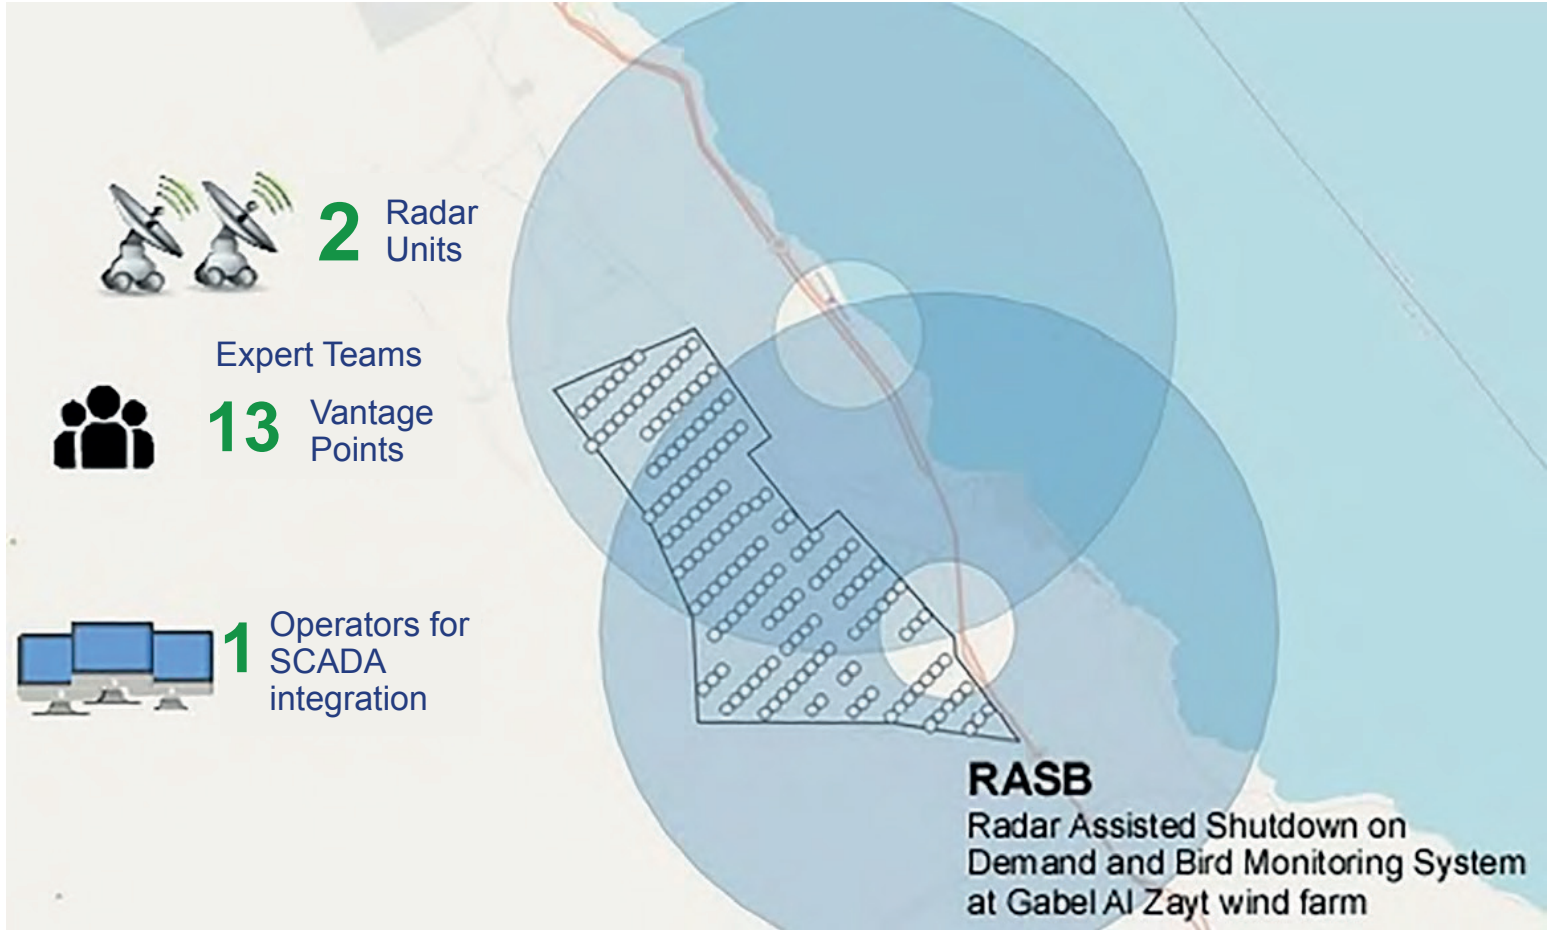 2
Radar
Units
Expert Teams
13
Vantage
Points
1
Operators for
SCADA
integration
RASB
Radar Assisted Shutdown on
Demand and Bird Monitoring System
at Gabel Al Zayt wind farm